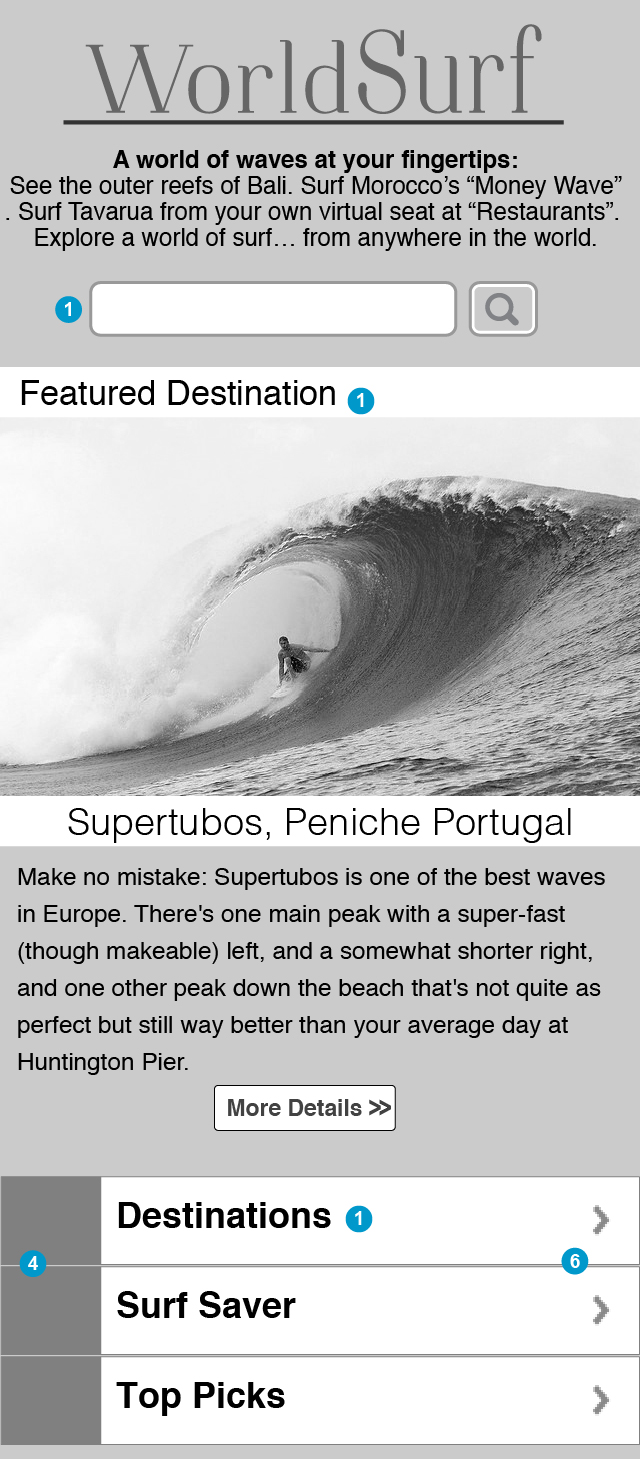 WorldSurf
A world of waves at your fingertips:
See the outer reefs of Bali. Surf Morocco’s “Money Wave”
. Surf Tavarua from your own virtual seat at “Restaurants”.
Explore a world of surf… from anywhere in the world.
1
Featured Destination 1
Supertubos, Peniche Portugal
Make no mistake: Supertubos is one of the best waves
in Europe. There's one main peak with a super-fast
(though makeable) left, and a somewhat shorter right,
and one other peak down the beach that's not quite as
perfect but still way better than your average day at
Huntington Pier.
More Details >>
Destinations 1
4 6
Surf Saver
Top Picks